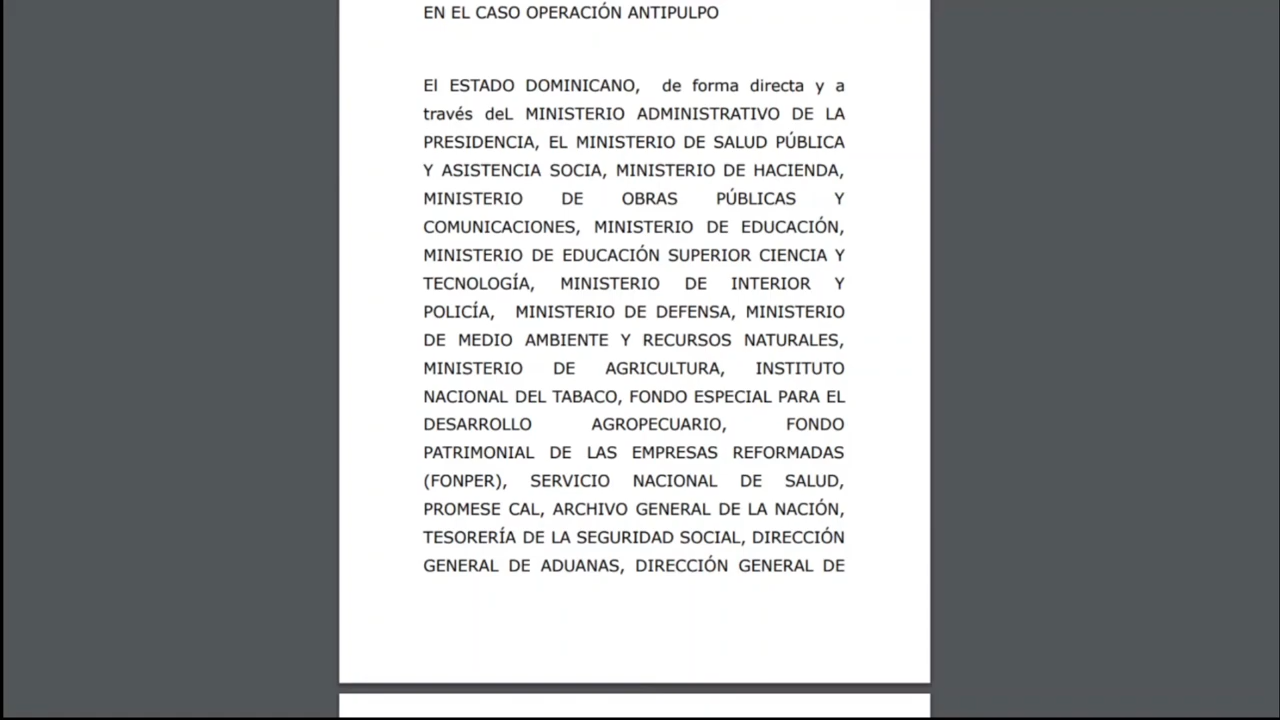 EN EL CASO OPERACIÓN ANTIPULPO
El ESTADO DOMINICANO, de forma directa y a
través deL MINISTERIO ADMINISTRATIVO DE LA
PRESIDENCIA, EL MINISTERIO DE SALUD PÚBLICA
Y ASISTENCIA SOCIA, MINISTERIO DE HACIENDA,
MINISTERIO DE OBRAS PÚBLICAS Y
COMUNICACIONES, MINISTERIO DE EDUCACIÓN,
MINISTERIO DE EDUCACIÓN SUPERIOR CIENCIA Y
TECNOLOGÍA, MINISTERIO DE INTERIOR Y
POLICÍA, MINISTERIO DE DEFENSA, MINISTERIO
DE MEDIO AMBIENTE Y RECURSOS NATURALES,
MINISTERIO DE AGRICULTURA, INSTITUTO
NACIONAL DEL TABACO, FONDO ESPECIAL PARA EL
DESARROLLO AGROPECUARIO, FONDO
PATRIMONIAL DE LAS EMPRESAS REFORMADAS
(FONPER), SERVICIO NACIONAL DE SALUD,
PROMESE CAL, ARCHIVO GENERAL DE LA NACIÓN,
TESORERÍA DE LA SEGURIDAD SOCIAL, DIRECCIÓN
GENERAL DE ADUANAS, DIRECCIÓN GENERAL DE